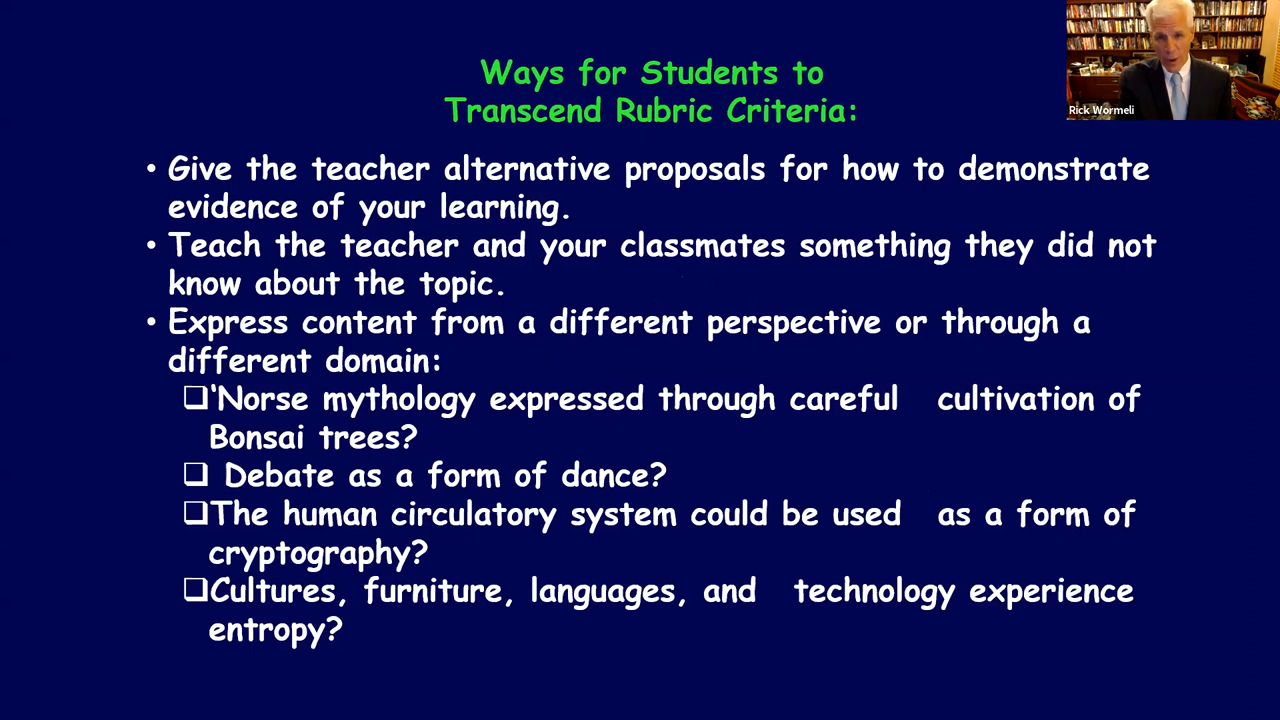 Ways for Students to
Transcend Rubric Criteria:
Rick Wormeli
• Give the teacher alternative proposals for how to demonstrate
evidence of your learning.
• Teach the teacher and your classmates something they did not
know about the topic.
• Express content from a different perspective or through a
different domain:
❑‘Norse mythology expressed through careful cultivation of
Bonsai trees?
❑ Debate as a form of dance?
❑The human circulatory system could be used as a form of
cryptography?
❑Cultures, furniture, languages, and technology experience
entropy?